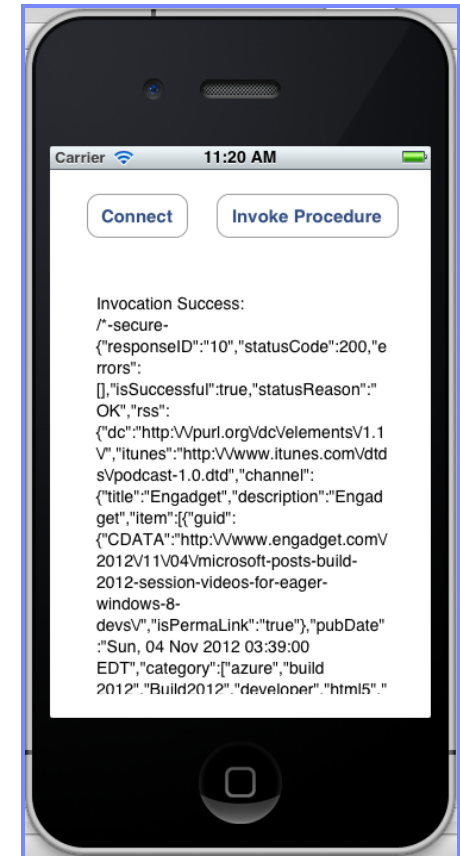 Carrier 11:20 AM
Connect Invoke Procedure
Invocation Success:
/*-secure-
{"responseID":"10","statusCode":200,"e
rrors":
[],"isSuccessful":true,"statusReason":"
OK","rss":
{"dc":"http:\/\/purl.org\/dc\/elements\/1.1
\/","itunes":"http:\/\/www.itunes.com\/dtd
s\/podcast-1.0.dtd","channel":
{"title":"Engadget","description":"Engad
get","item":[{"guid":
{"CDATA":"http:\/\/www.engadget.com\/
2012\/11\/04\/microsoft-posts-build-
2012-session-videos-for-eager-
windows-8-
devs\/","isPermaLink":"true"},"pubDate"
:"Sun, 04 Nov 2012 03:39:00
EDT","category":["azure","build
2012","Build2012","developer","html5","